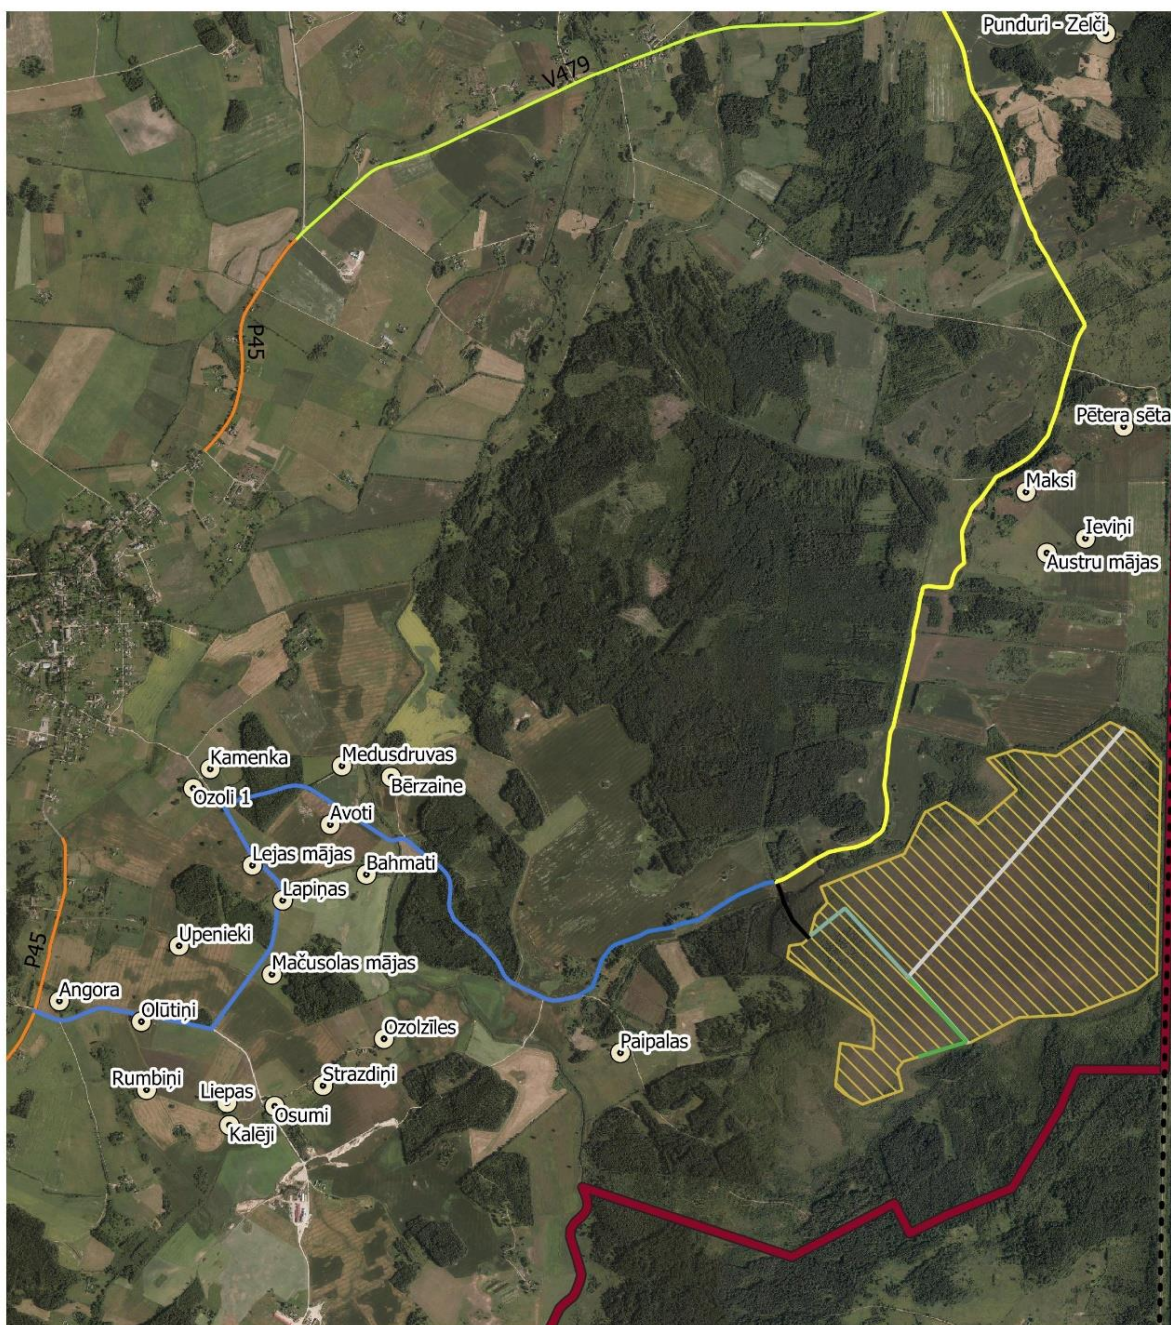 Punduri - Zelči
V479
P45
Pētera sēta
Maksi
Ieviņi
Austru mājas
Kamenka
Medusdruvas
Bērzaine
Ozoli 1
Avoti
Lejas mājas
Bahmati
Lapiņas
Upenieki
P45
Mačusolas mājas
Angora
Olūtiņi
Ozolzīles
Paipalas
Rumbiņi
Liepas
Strazdiņi
Osumi
Kalēji